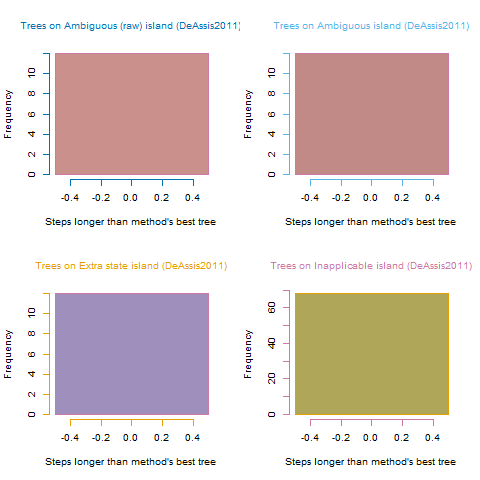 Trees on Ambiguous (raw) island (DeAssis2011)
Frequency
0 2 4 6 8 10
-0.4 -0.2 0.0 0.2 0.4
Steps longer than method's best tree
Trees on Ambiguous island (DeAssis2011)
Frequency
0 2 4 6 8 10
-0.4 -0.2 0.0 0.2 0.4
Steps longer than method's best tree
Trees on Extra state island (DeAssis2011)
Frequency
0 2 4 6 8 10
-0.4 -0.2 0.0 0.2 0.4
Steps longer than method's best tree
Trees on Inapplicable island (DeAssis2011)
Frequency
0 20 40 60
-0.4 -0.2 0.0 0.2 0.4
Steps longer than method's best tree